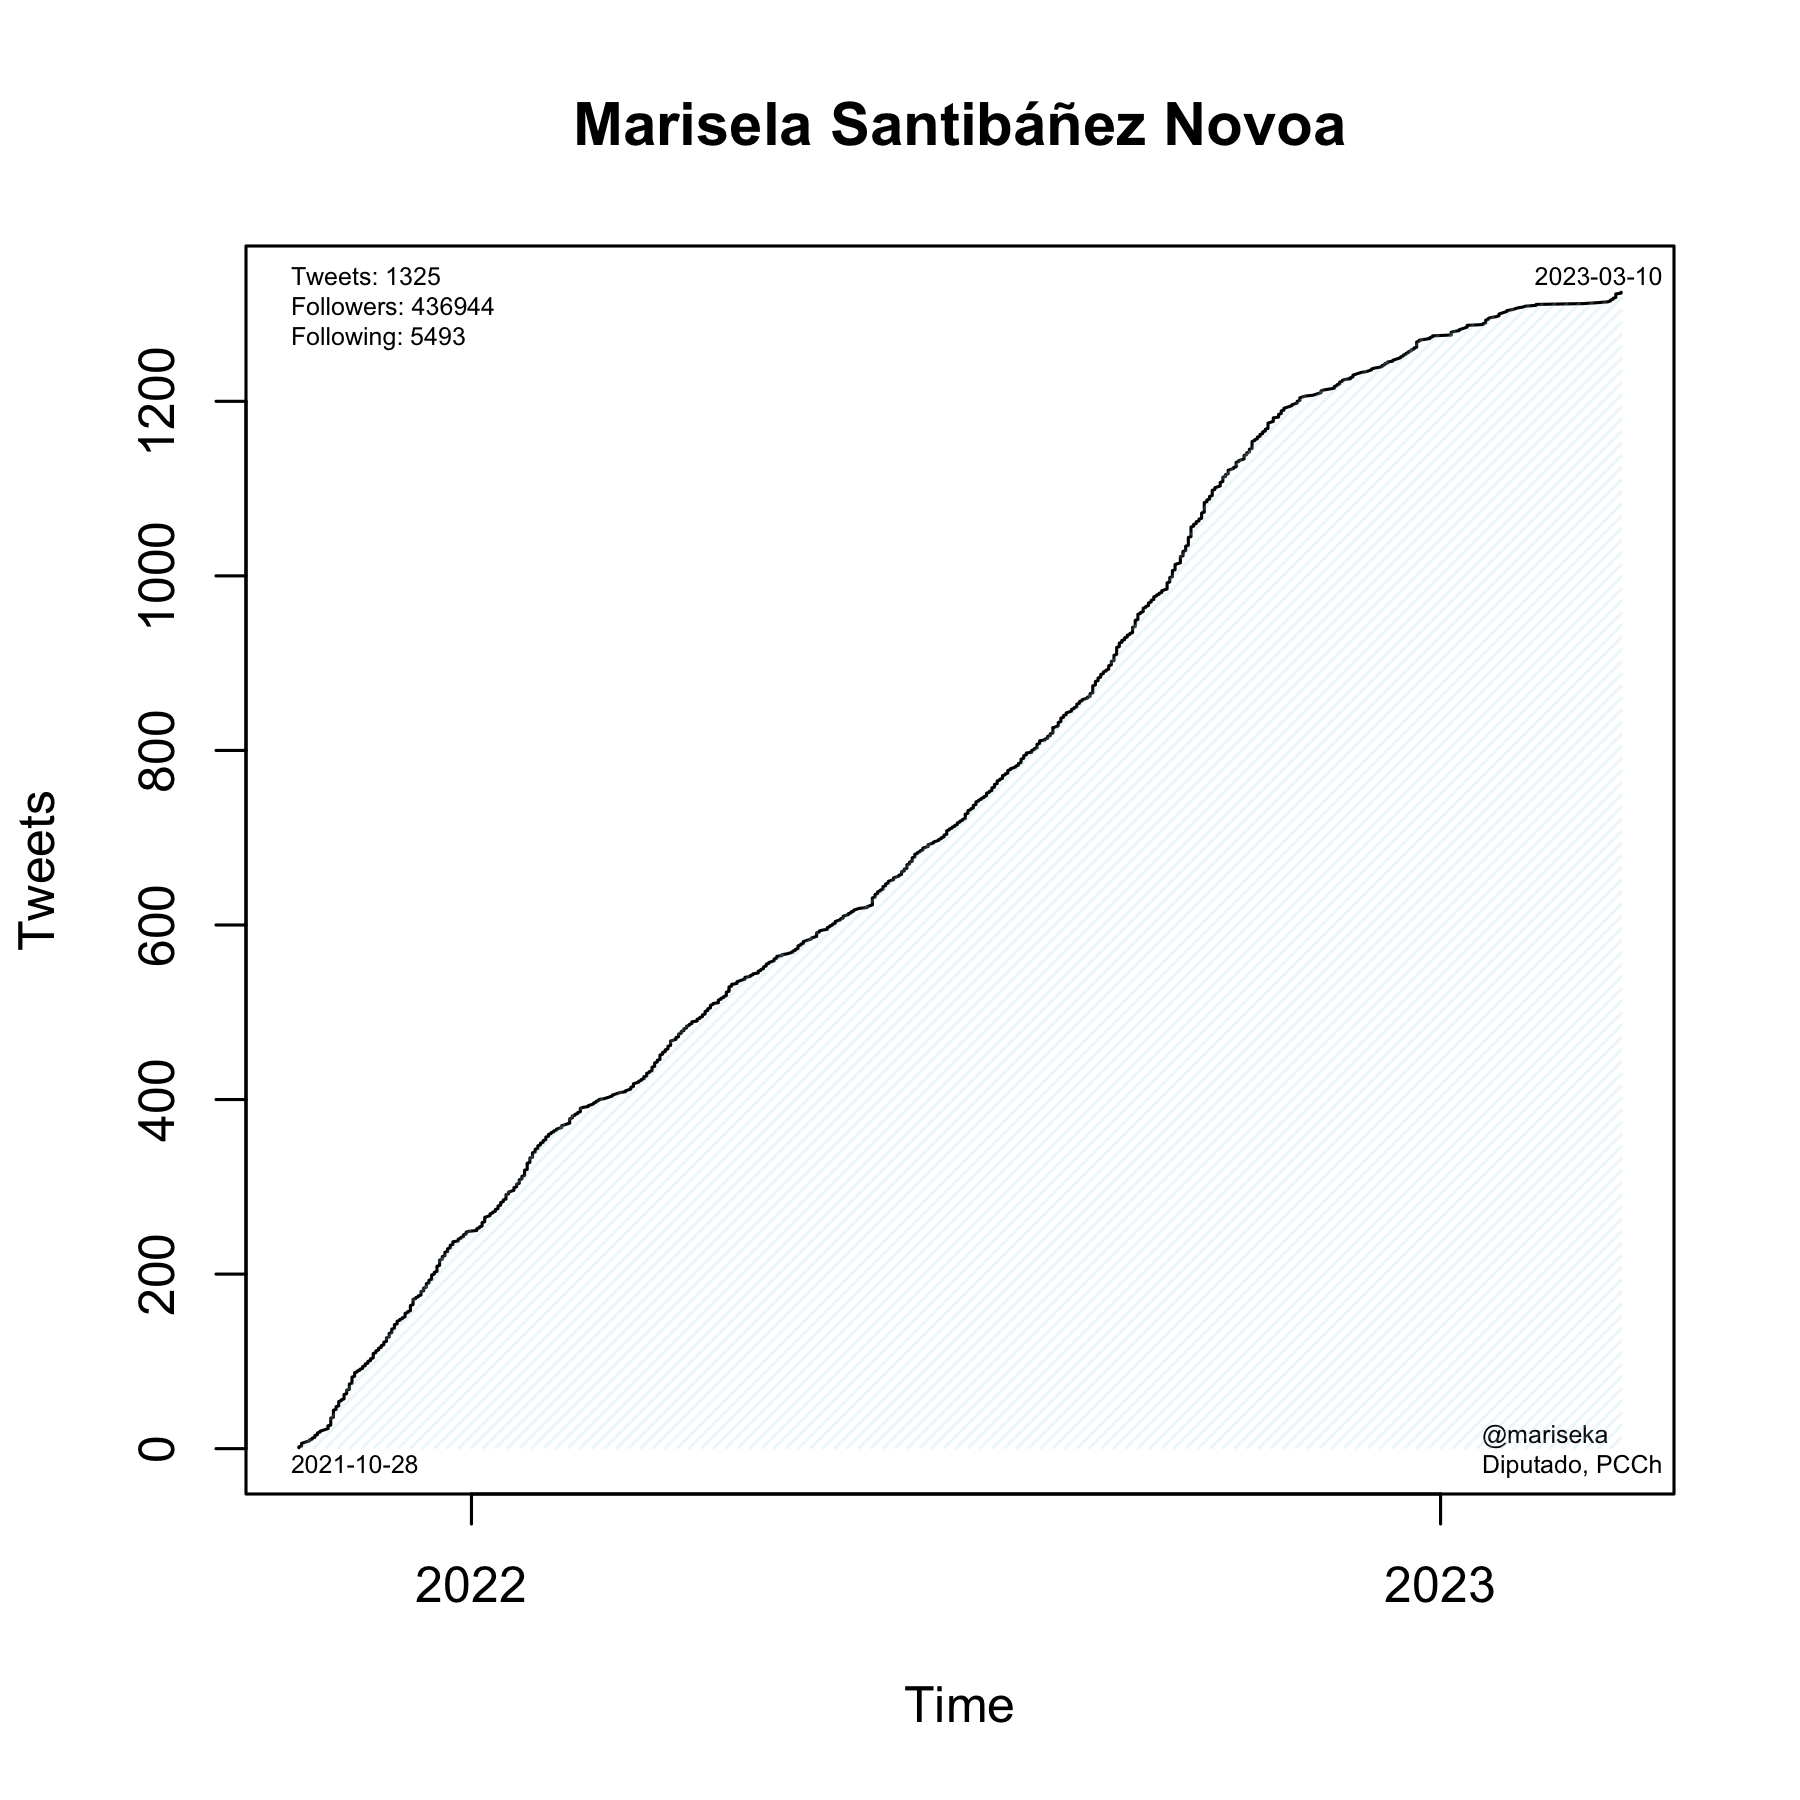 Marisela Santibáñez Novoa
Tweets: 1325
Followers: 436944
Following: 5493
2023-03-10
1200
1000
800
600
400
200
0
Tweets
2021-10-28
@mariseka
Diputado, PCCh
2022
2023
Time